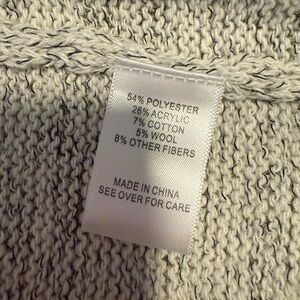 54% POLYESTER
26% ACRYLIC
7% COTTON
5% WOOL
8% OTHER FIBERS
MADE IN CHINA
SEE OVER FOR CARE